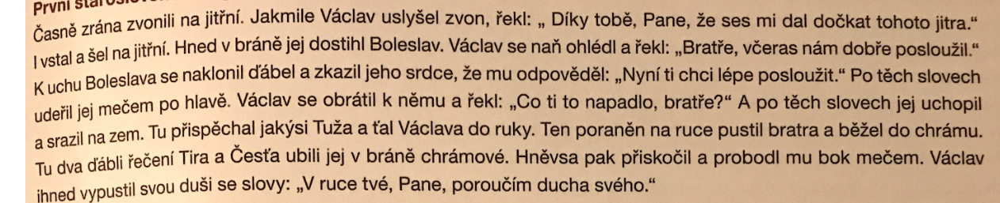 První
Časně zrána zvonili na jitřní. Jakmile Václav uslyšel zvon, řekl: „ Díky tobě, Pane, že ses mi dal dočkat tohoto jitra.“
I vstal a šel na jitřní. Hned v bráně jej dostihl Boleslav. Václav se naň ohlédl a řekl: „Bratře, včeras nám dobře posloužil.“
K uchu Boleslava se naklonil ďábel a zkazil jeho srdce, že mu odpověděl: „Nyní ti chci lépe posloužit.“ Po těch slovech
udeřil jej mečem po hlavě. Václav se obrátil k němu a řekl: „Co ti to napadlo, bratře?“ A po těch slovech jej uchopil
a srazil na zem. Tu přispěchal jakýsi Tuža a ťal Václava do ruky. Ten poraněn na ruce pustil bratra a běžel do chrámu.
Tu dva ďábli řečení Tira a Česťa ubili jej v bráně chrámové. Hněvsa pak přiskočil a probodl mu bok mečem. Václav
ihned vypustil svou duši se slovy: „V ruce tvé, Pane, poroučím ducha svého.“